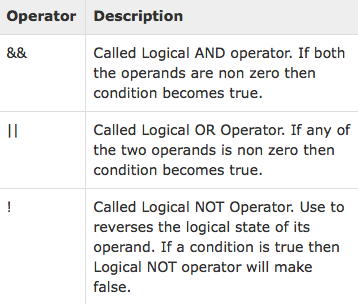 Operator Description
&& Called Logical AND operator. If both
the operands are non zero then
condition becomes true.
|| Called Logical OR Operator. If any of
the two operands is non zero then
condition becomes true.
! Called Logical NOT Operator. Use to
reverses the logical state of its
operand. If a condition is true then
Logical NOT operator will make
false.